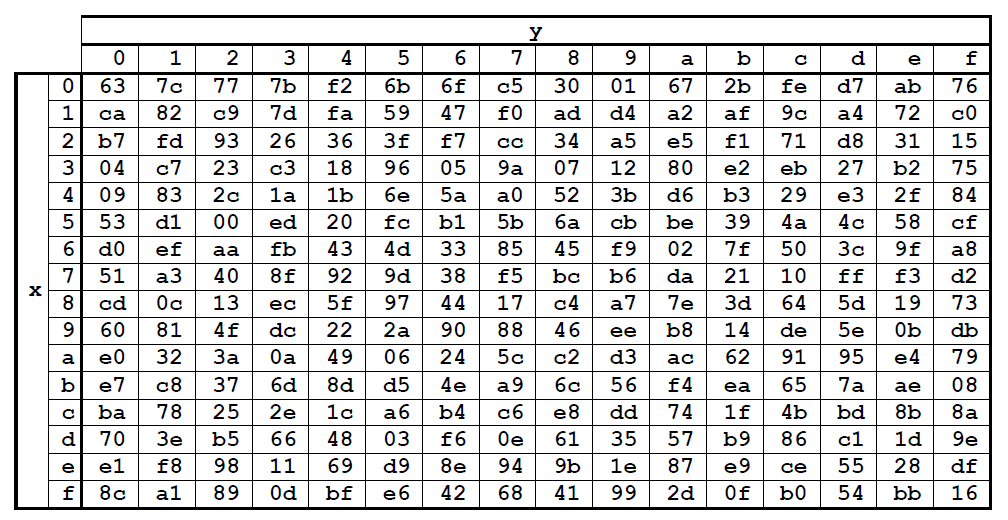 y
0 1 2 3 4 5 6 7 8 9 a b c d e f
0 63 7c 77 7b f2 6b 6f c5 30 01 67 2b fe d7 ab 76
1 ca 82 c9 7d fa 59 47 f0 ad d4 a2 af 9c a4 72 c0
2 b7 fd 93 26 36 3f f7 cc 34 a5 e5 f1 71 d8 31 15
3 04 c7 23 c3 18 96 05 9a 07 12 80 e2 eb 27 b2 75
4 09 83 2c 1a 1b 6e 5a a0 52 3b d6 b3 29 e3 2f 84
5 53 d1 00 ed 20 fc b1 5b 6a cb be 39 4a 4c 58 cf
6 d0 ef aa fb 43 4d 33 85 45 f9 02 7f 50 3c 9f a8
7 51 a3 40 8f 92 9d 38 f5 bc b6 da 21 10 ff f3 d2
x
8 cd 0c 13 ec 5f 97 44 17 c4 a7 7e 3d 64 5d 19 73
9 60 81 4f dc 22 2a 90 88 46 ee b8 14 de 5e 0b db
a e0 32 3a 0a 49 06 24 5c c2 d3 ac 62 91 95 e4 79
b e7 c8 37 6d 8d d5 4e a9 6c 56 f4 ea 65 7a ae 08
c ba 78 25 2e 1c a6 b4 c6 e8 dd 74 1f 4b bd 8b 8a
d 70 3e b5 66 48 03 f6 0e 61 35 57 b9 86 c1 1d 9e
e e1 f8 98 11 69 d9 8e 94 9b 1e 87 e9 ce 55 28 df
f 8c a1 89 0d bf e6 42 68 41 99 2d 0f b0 54 bb 16